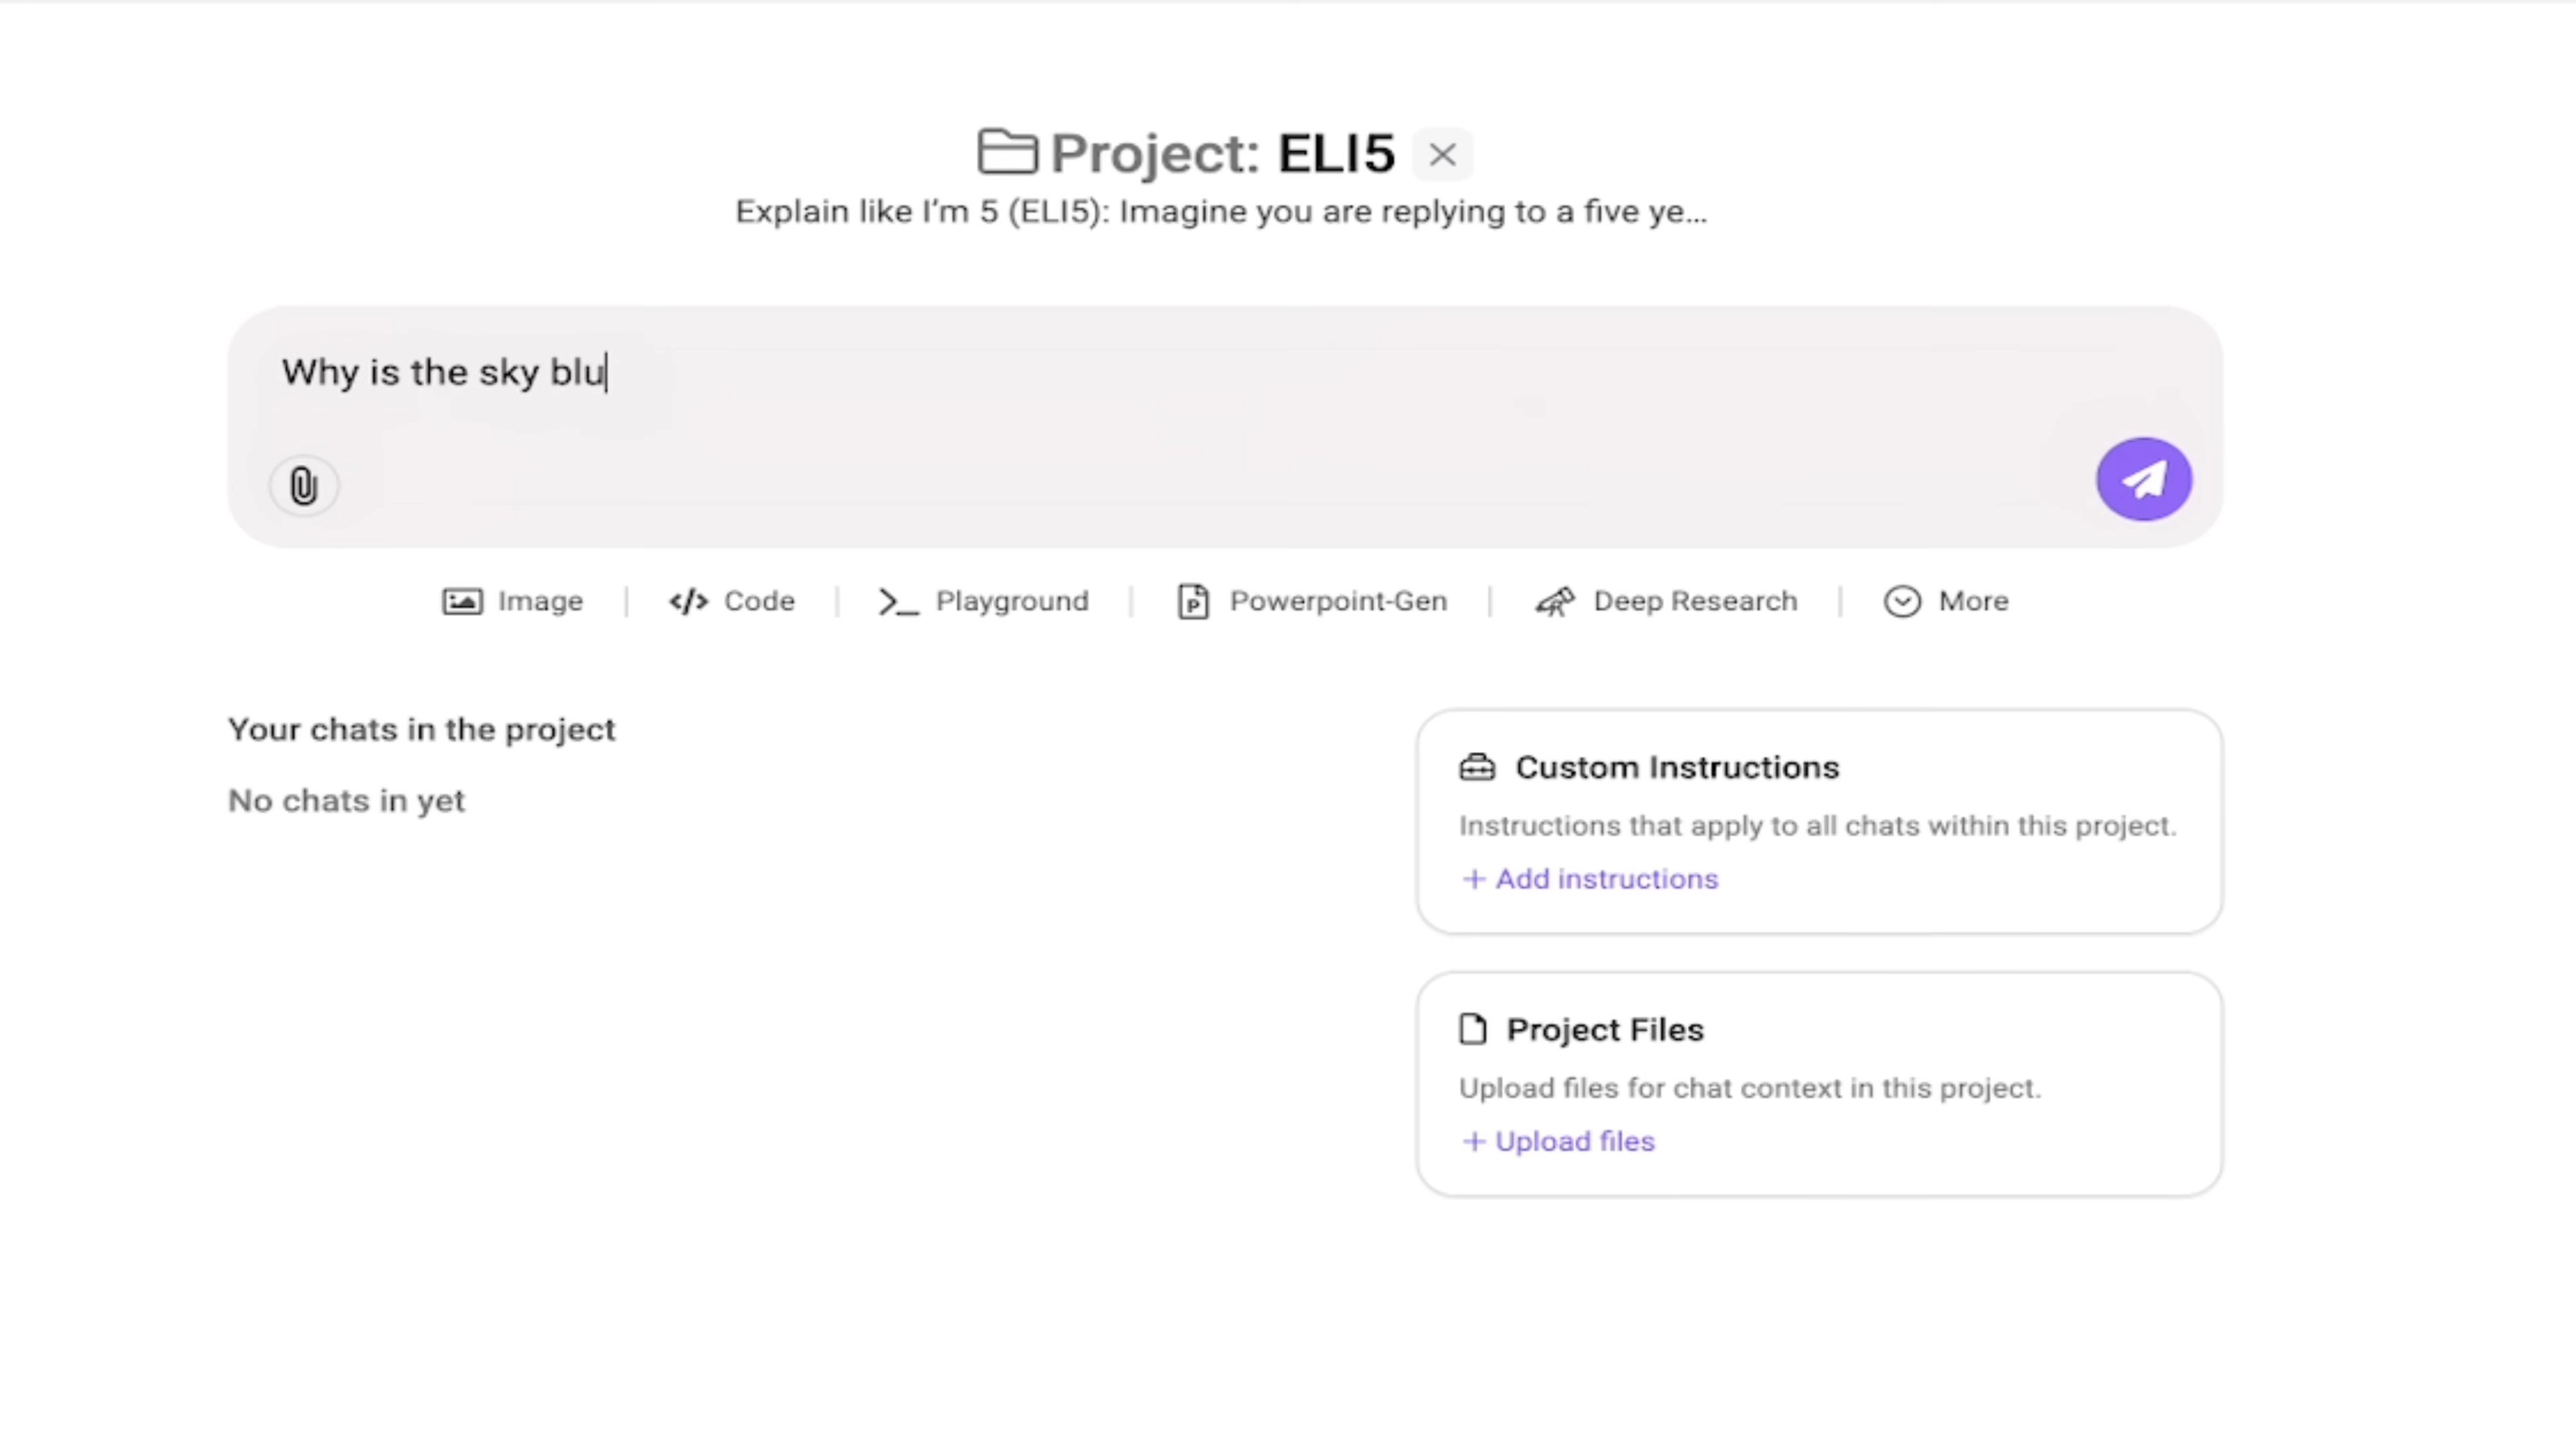 Project: ELI5
Explain like I'm 5 (ELI5): Imagine you are replying to a five ye...
Why is the sky blu
Image
Code
Playground
Powerpoint-Gen
Deep Research
More
Your chats in the project
No chats in yet
Custom Instructions
Instructions that apply to all chats within this project.
+ Add instructions
Project Files
Upload files for chat context in this project.
+ Upload files